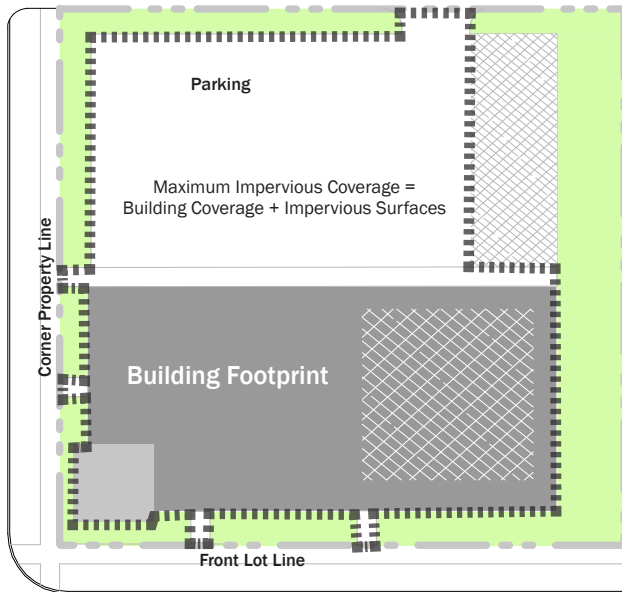 Parking
Maximum Impervious Coverage =
Building Coverage + Impervious Surfaces
Corner Property Line
Building Footprint
Front Lot Line